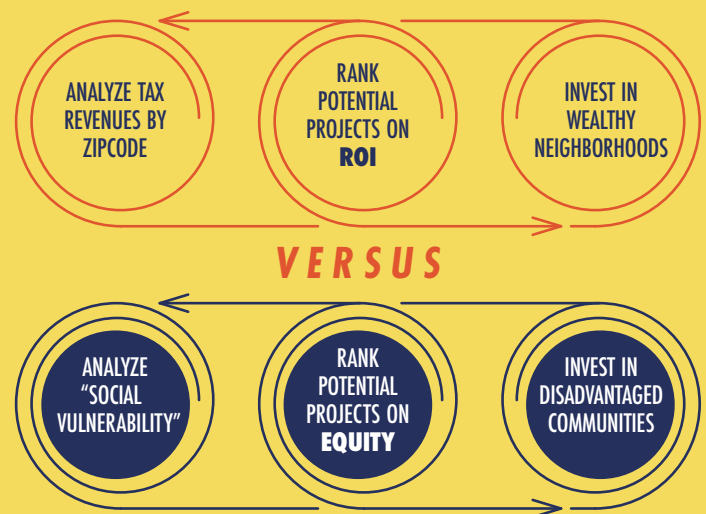 ANALYZE TAX
REVENUES BY
ZIPCODE
RANK
POTENTIAL
PROJECTS ON
ROI
INVEST IN
WEALTHY
NEIGHBORHOODS
VERSUS
ANALYZE
“SOCIAL
VULNERABILITY”
RANK
POTENTIAL
PROJECTS ON
EQUITY
INVEST IN
DISADVANTAGED
COMMUNITIES